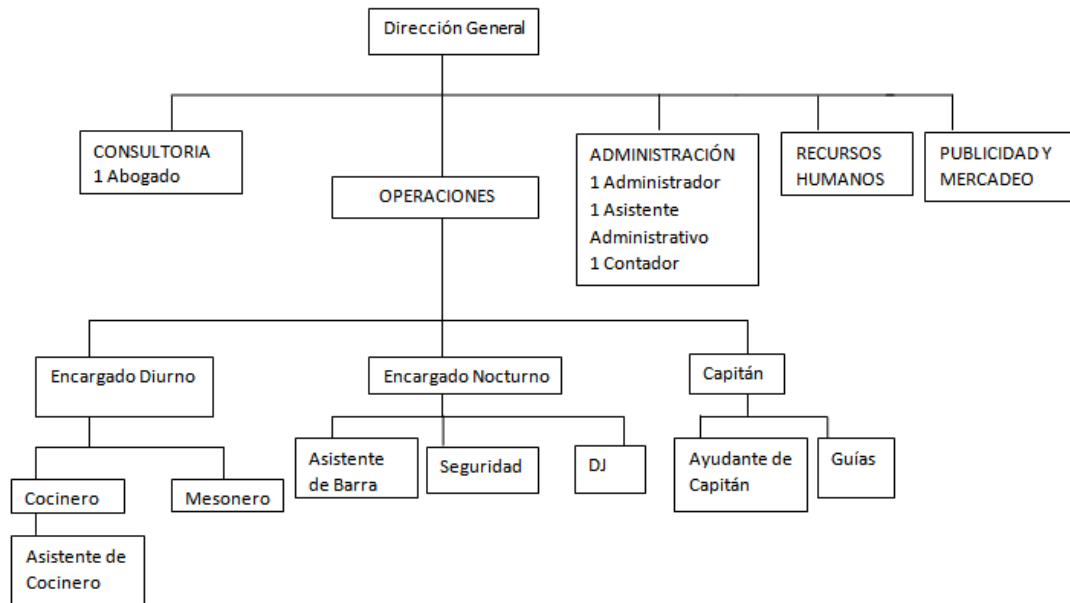 Dirección General
CONSULTORIA
1 Abogado
OPERACIONES
ADMINISTRACIÓN
1 Administrador
1 Asistente
Administrativo
1 Contador
RECURSOS
HUMANOS
PUBLICIDAD Y
MERCADEO
Encargado Diurno
Encargado Nocturno
Capitán
Cocinero
Mesonero
Asistente
de Barra
Seguridad
DJ
Ayudante de
Capitán
Guías
Asistente de
Cocinero